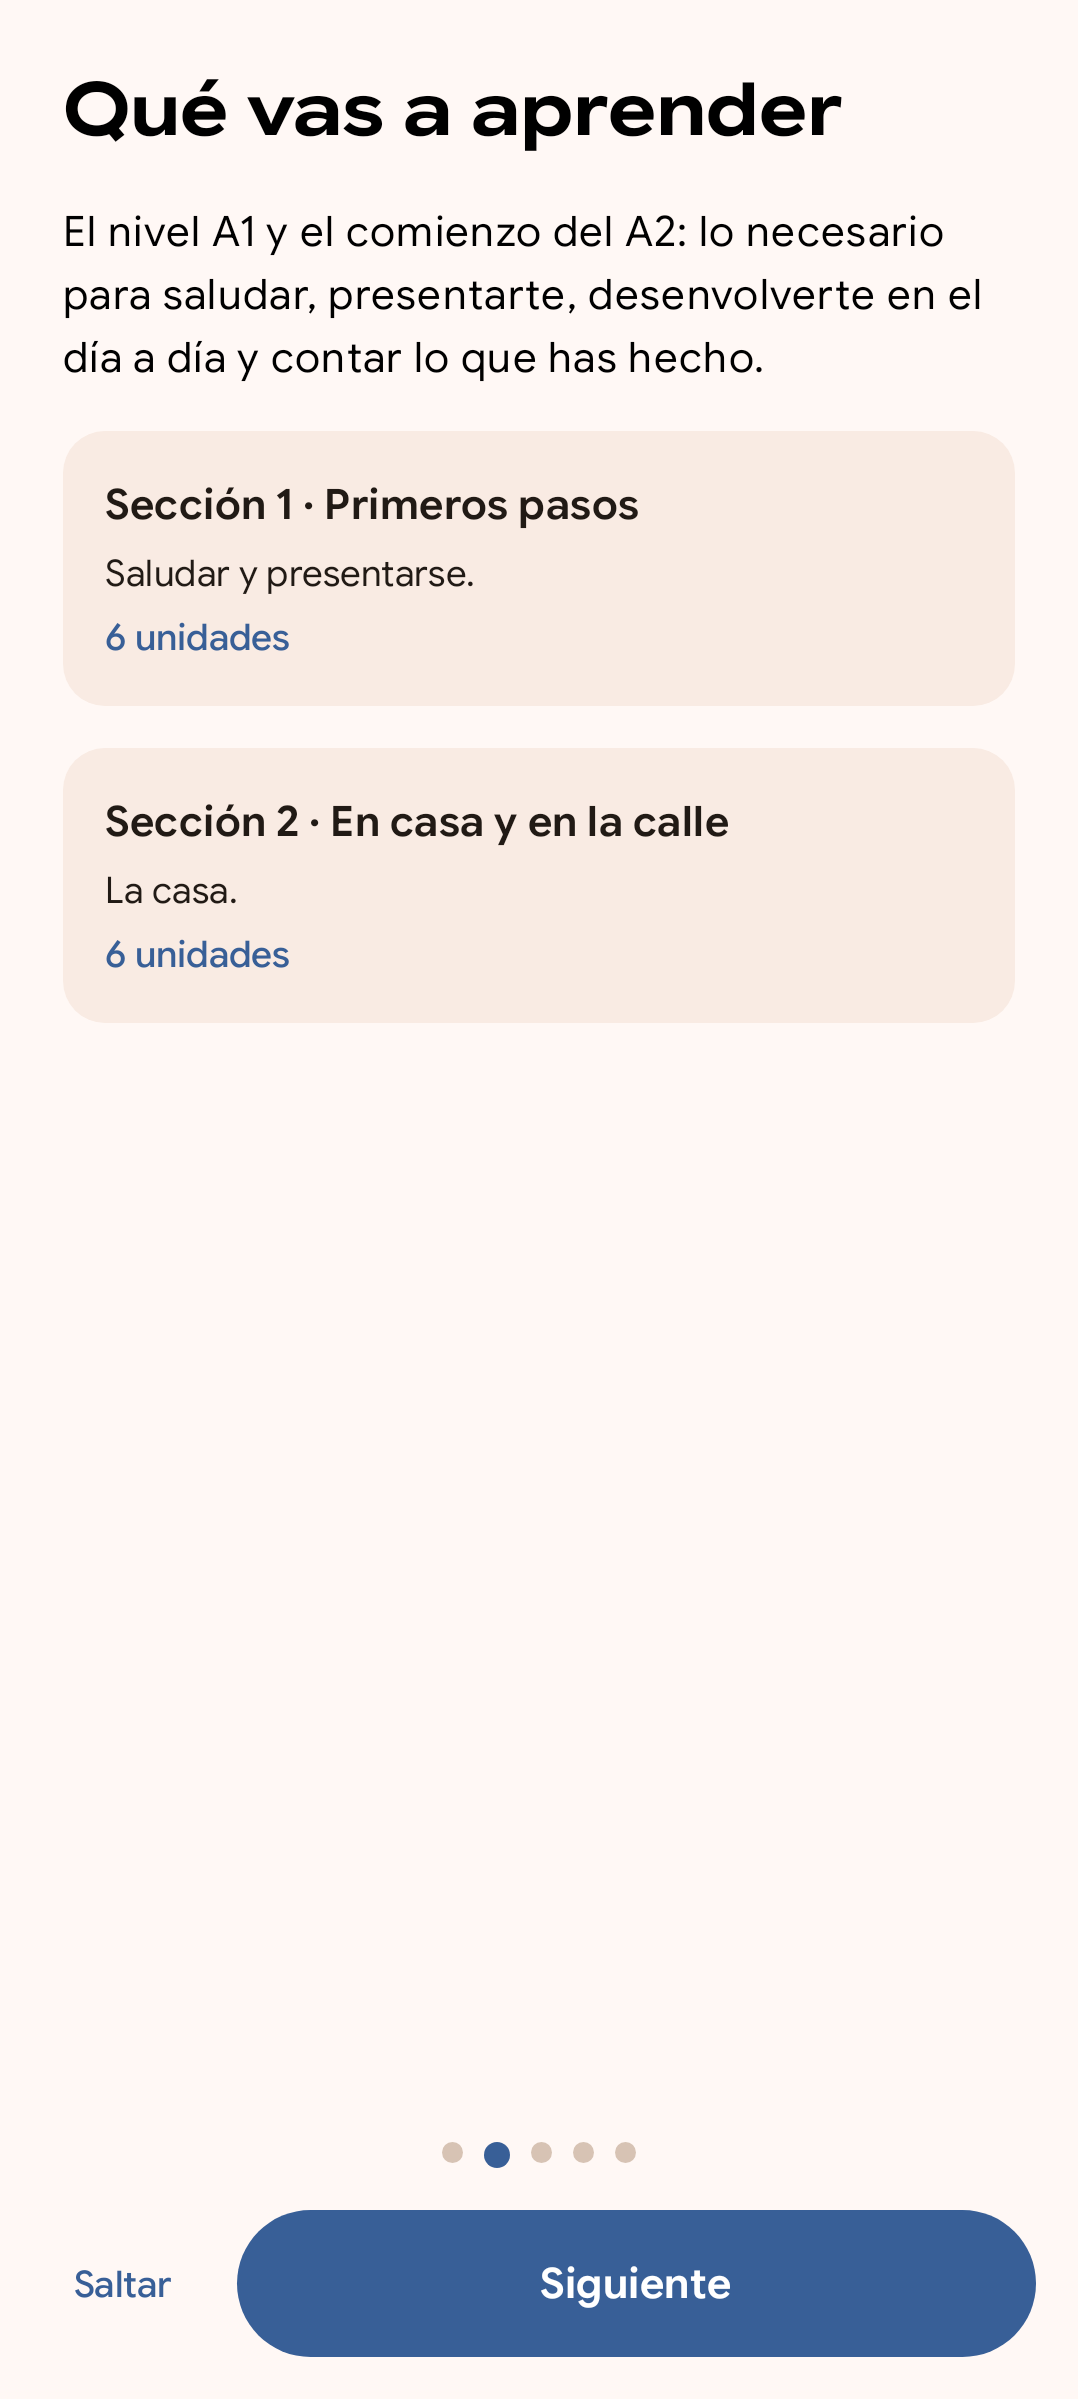 Qué vas a aprender
El nivel A1 y el comienzo del A2: lo necesario
para saludar, presentarte, desenvolverte en el
día a día y contar lo que has hecho.
Sección 1 · Primeros pasos
Saludar y presentarse.
6 unidades
Sección 2 · En casa y en la calle
La casa.
6 unidades
Saltar
Siguiente